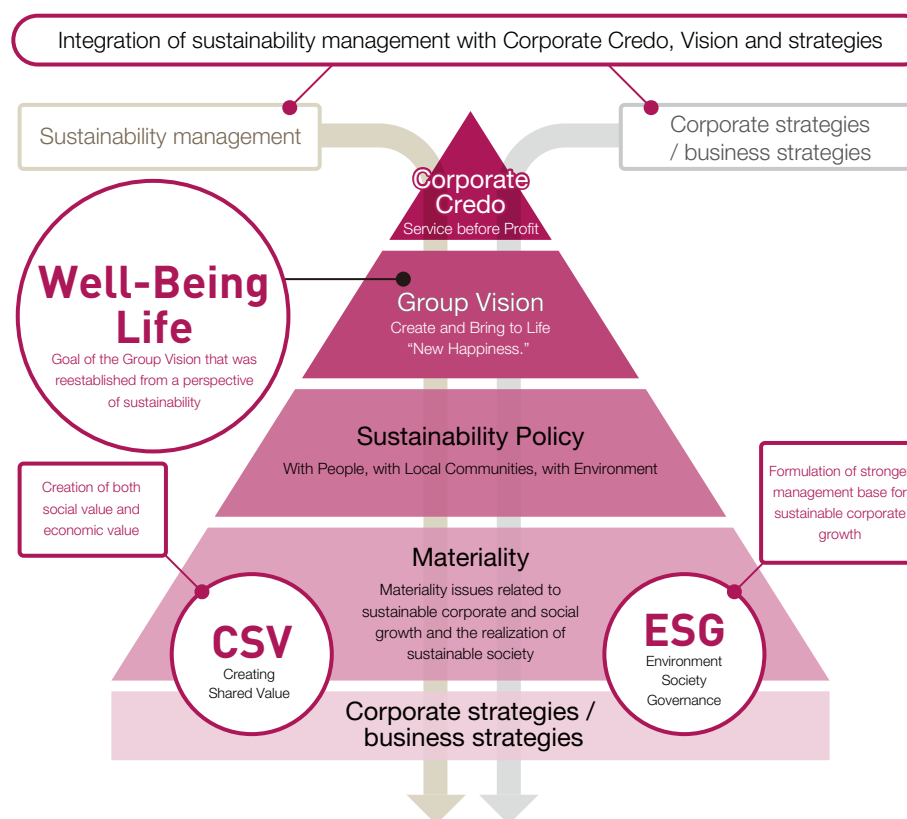 Integration of sustainability management with Corporate Credo, Vision and strategies
Sustainability management
Corporate strategies
/ business strategies
Corporate
Credo
Service before Profit
Well-Being
Life
Goal of the Group Vision that was
reestablished from a perspective
of sustainability
Group Vision
Create and Bring to Life
“New Happiness.”
Sustainability Policy
With People, with Local Communities, with Environment
Creation of both
social value and
economic value
Formulation of stronge
management base for
sustainable corporate
growth
Materiality
Materiality issues related to
sustainable corporate and social
growth and the realization of
sustainable society
CSV
Creating
Shared Value
ESG
Environment
Society
Governance
Corporate strategies /
business strategies